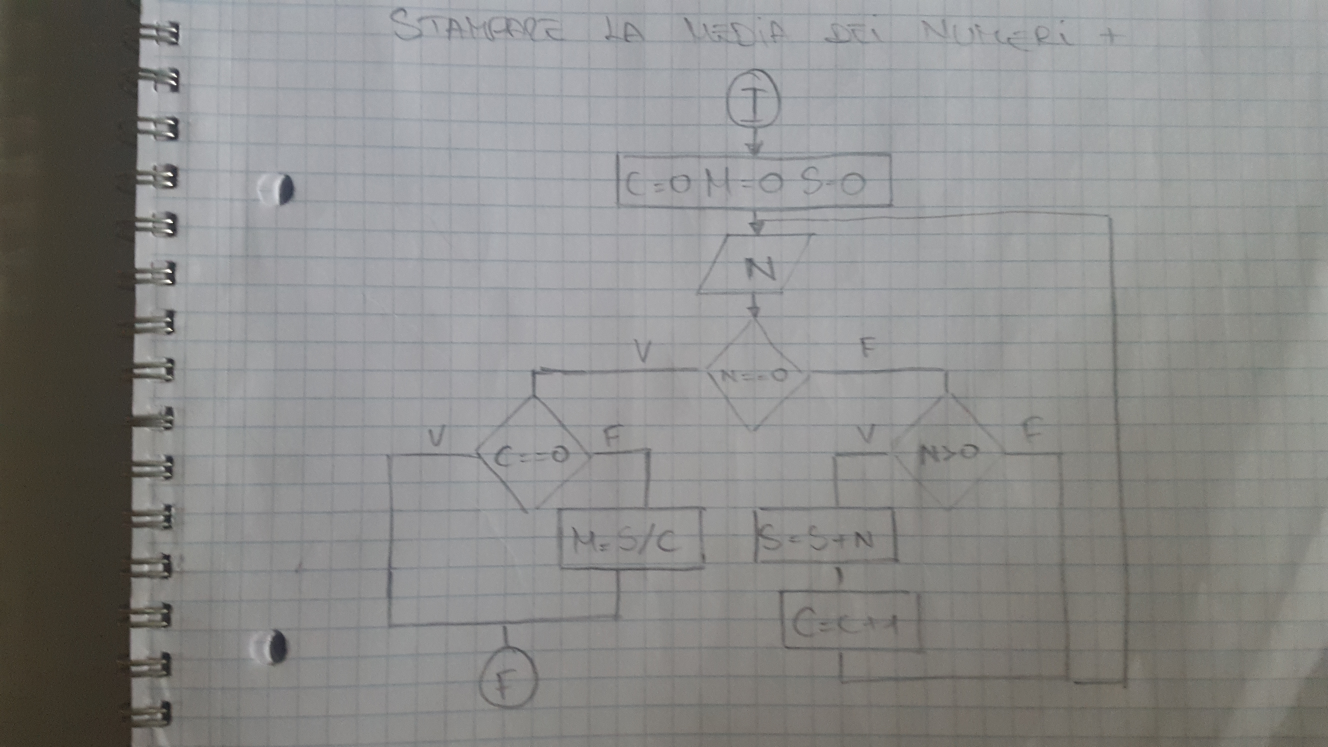 STAMPARE LA MEDIA DEI NUMERI +
I
C=0 M=0 S=0
N
V F
N==0
V F V F
C==0 N>0
M=S/C S=S+N
C=C+1
F